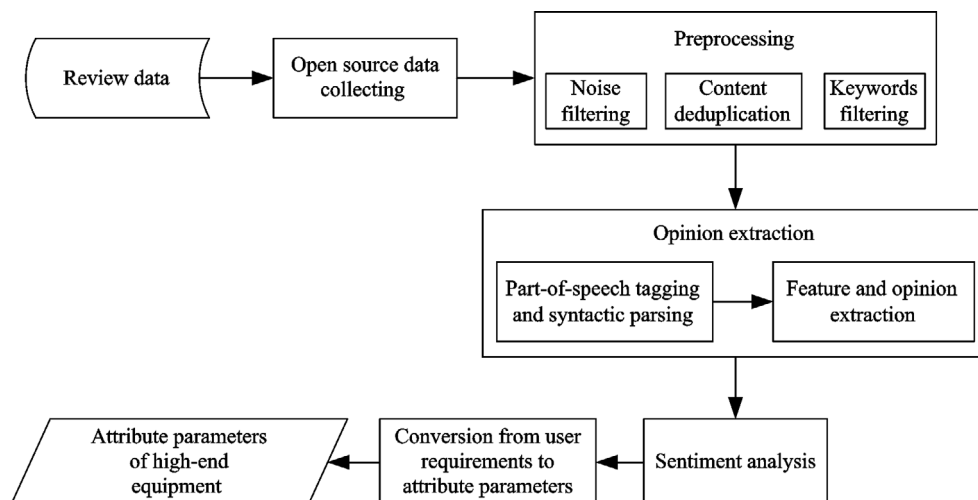 Review data
Open source data
collecting
Preprocessing
Noise
filtering
Content
deduplication
Keywords
filtering
Opinion extraction
Part-of-speech tagging
and syntactic parsing
Feature and opinion
extraction
Attribute parameters
of high-end
equipment
Conversion from user
requirements to
attribute parameters
Sentiment analysis